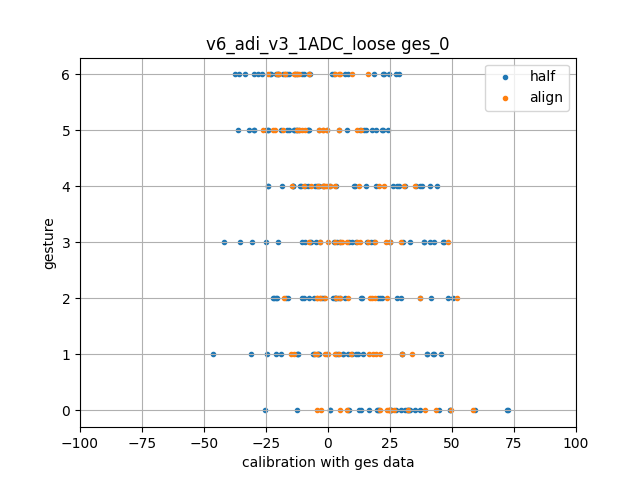 v6_adi_v3_1ADC_loose ges_0
half
align
gesture
6
5
4
3
2
1
0
−100 −75 −50 −25 0 25 50 75 100
calibration with ges data